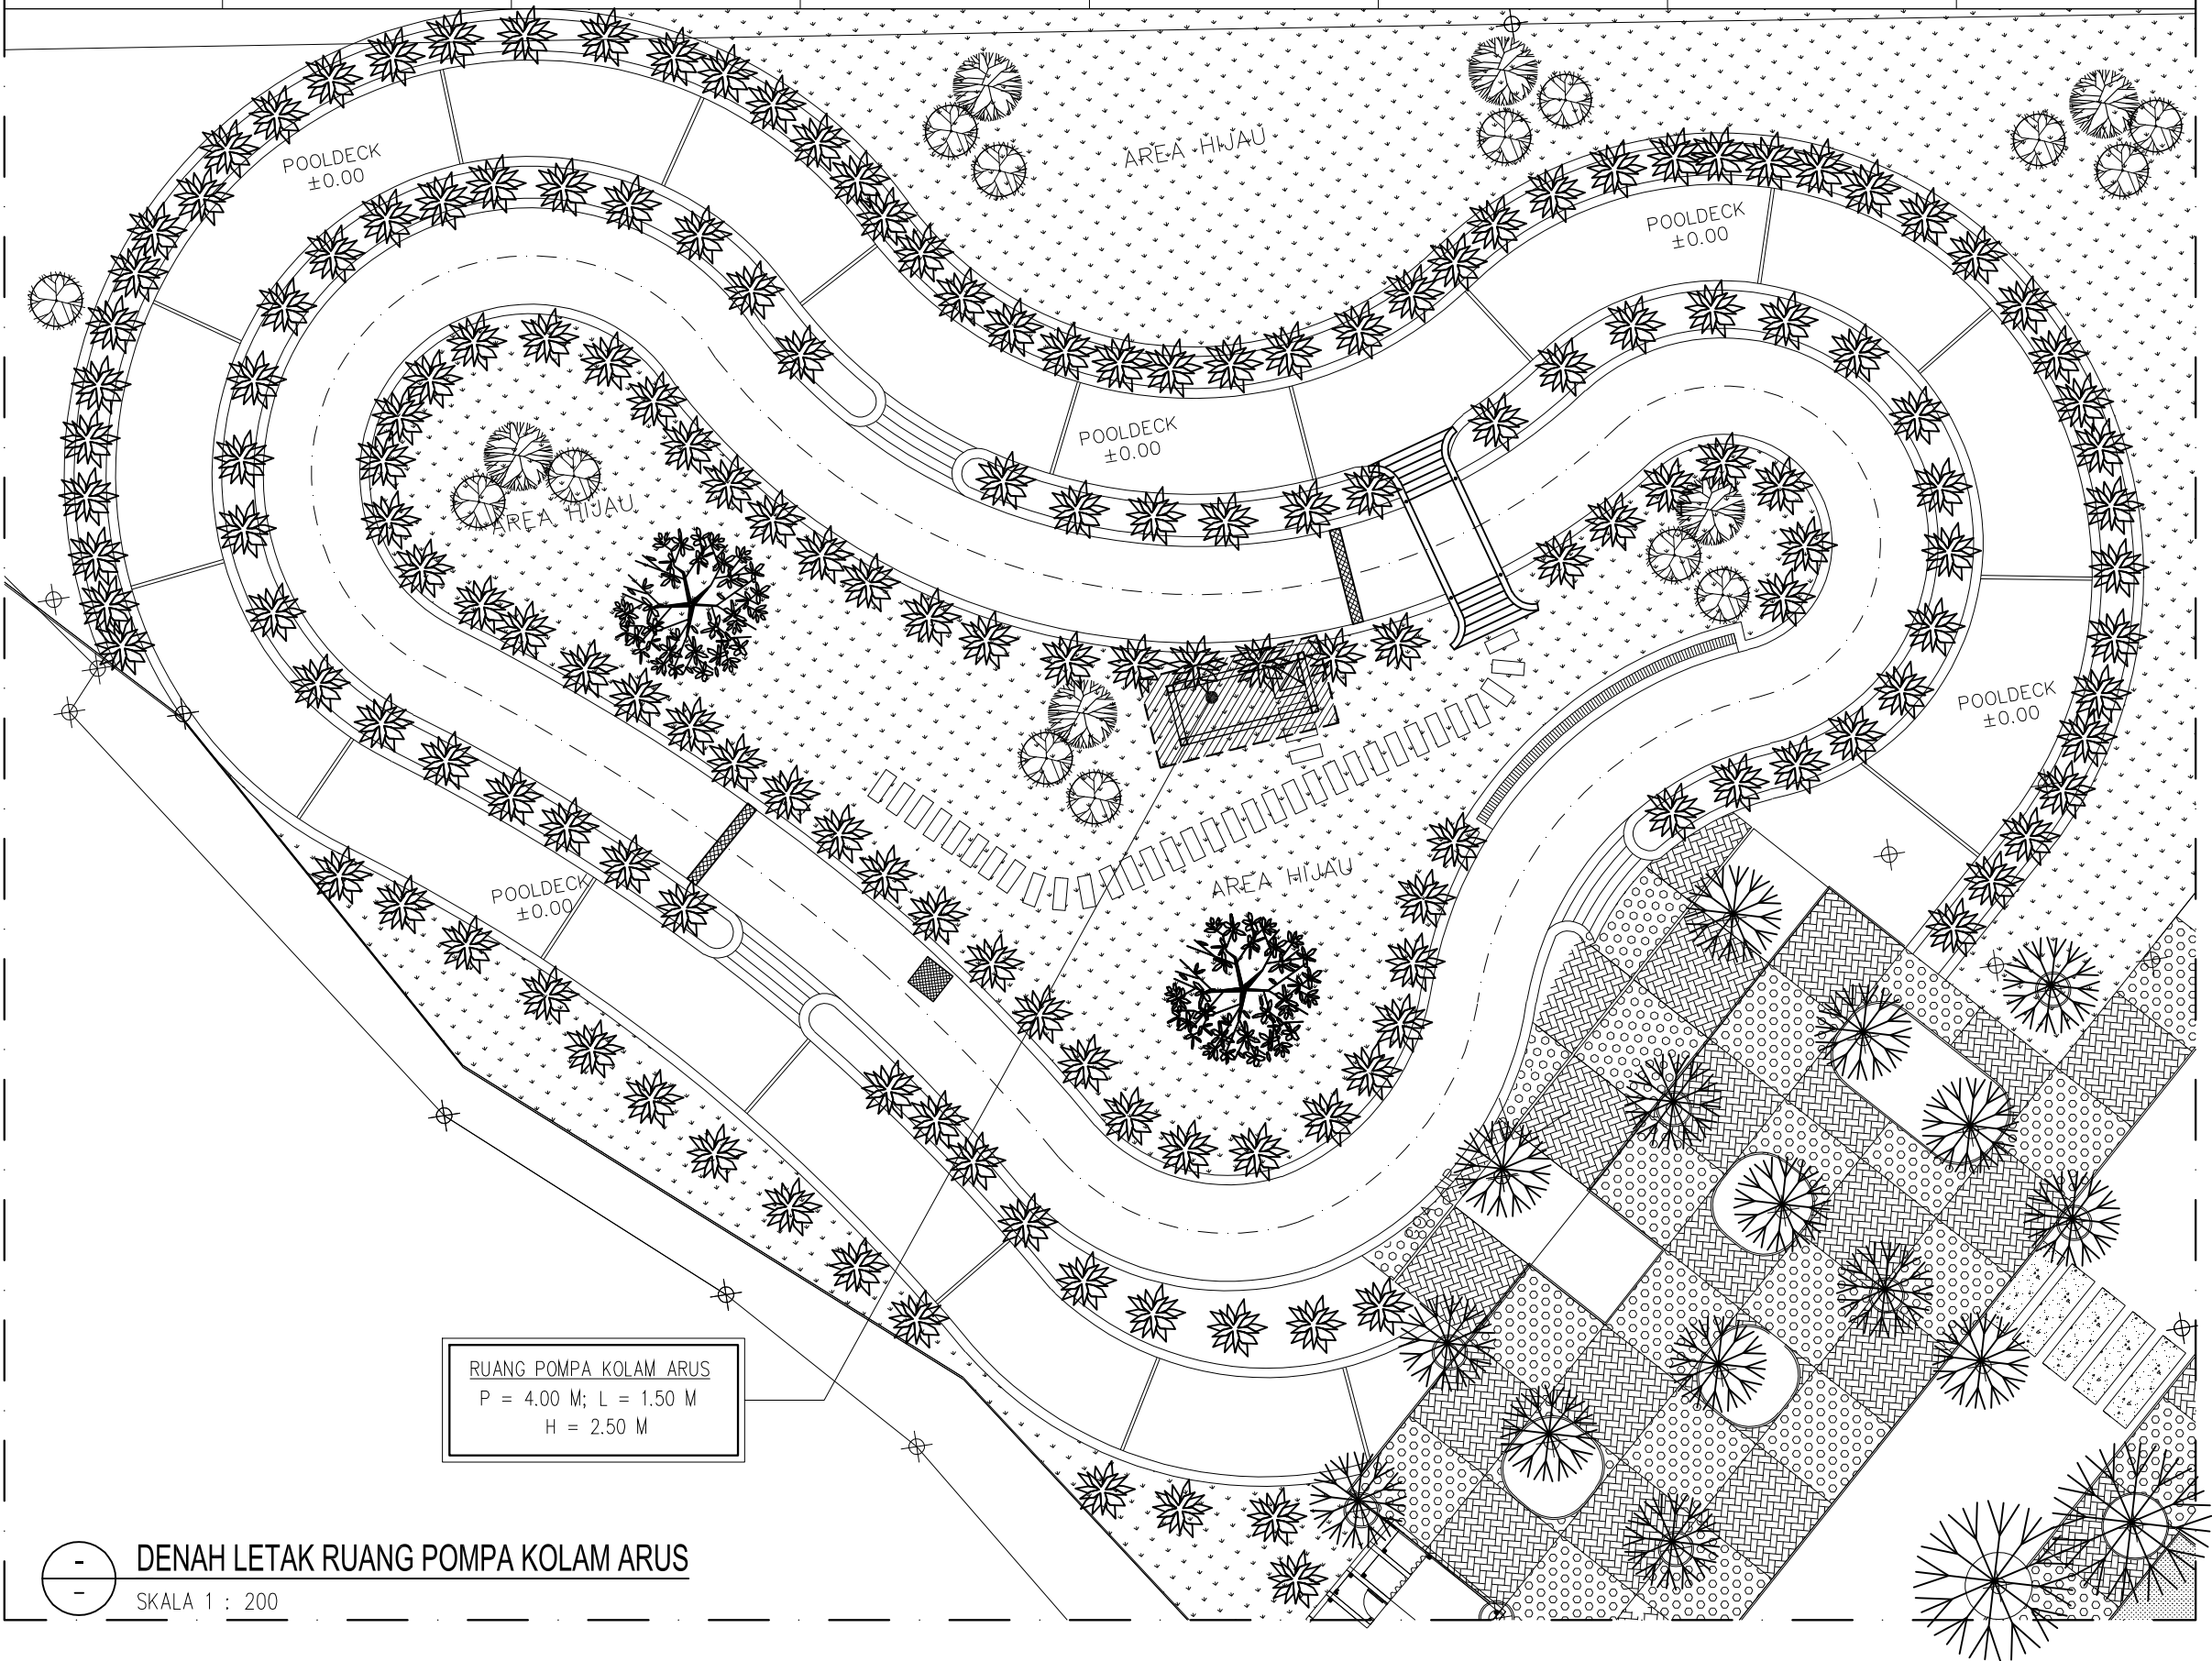 AREA HIJAU
POOLDECK
±0.00
POOLDECK
±0.00
POOLDECK
±0.00
AREA HIJAU
POOLDECK
±0.00
AREA HIJAU
POOLDECK
±0.00
RUANG POMPA KOLAM ARUS
P = 4.00 M; L = 1.50 M
H = 2.50 M
-
-
DENAH LETAK RUANG POMPA KOLAM ARUS
SKALA 1 : 200